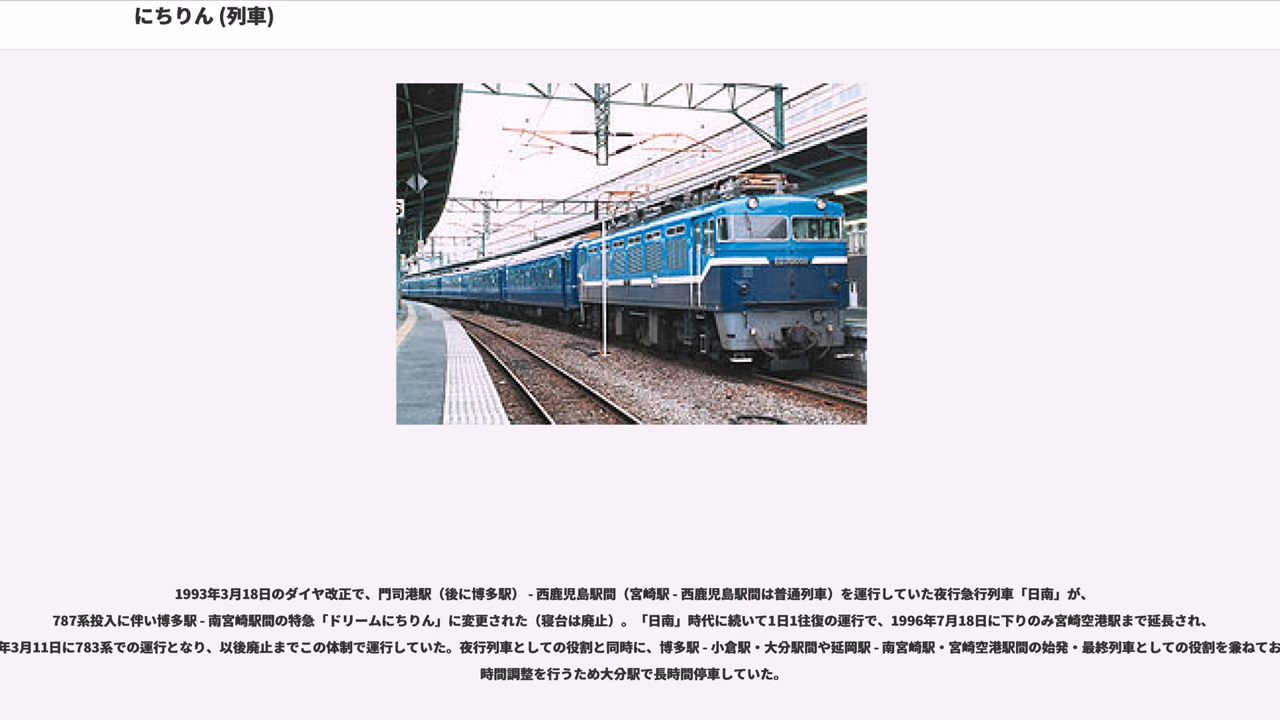 にちりん (列車)
1993年3月18日のダイヤ改正で、門司港駅（後に博多駅） - 西鹿児島駅間（宮崎駅 - 西鹿児島駅間は普通列車）を運行していた夜行急行列車「日南」が、
787系投入に伴い博多駅 - 南宮崎駅間の特急「ドリームにちりん」に変更された（寝台は廃止）。「日南」時代に続いて1日1往復の運行で、1996年7月18日に下りのみ宮崎空港駅まで延長され、
年3月11日に783系での運行となり、以後廃止までこの体制で運行していた。夜行列車としての役割と同時に、博多駅 - 小倉駅・大分駅間や延岡駅 - 南宮崎駅・宮崎空港駅間の始発・最終列車としての役割を兼ねてお
時間調整を行うため大分駅で長時間停車していた。